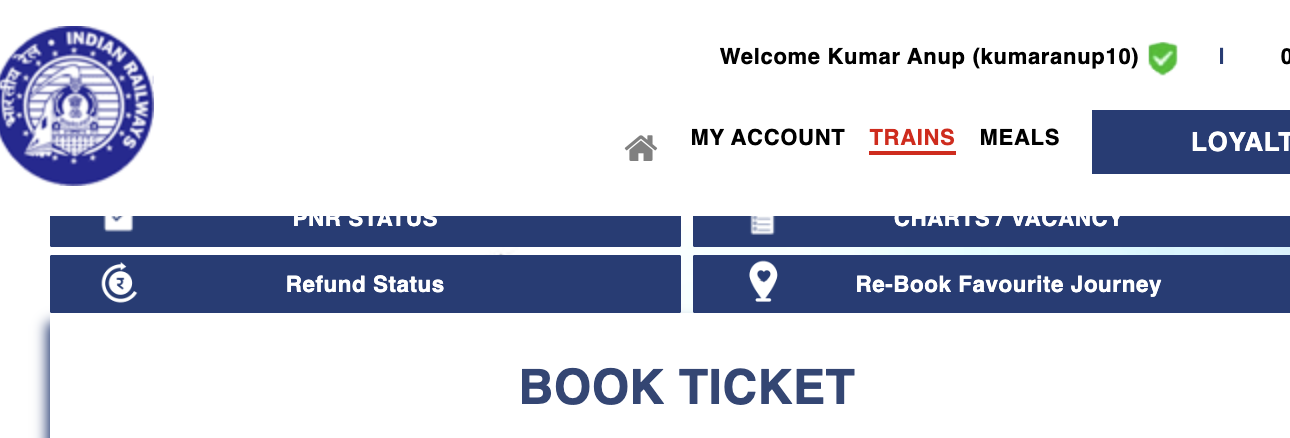 भारतीय रेल INDIAN RAILWAYS
Welcome Kumar Anup (kumaranup10) |
MY ACCOUNT TRAINS MEALS
PNR STATUS CHARTS / VACANCY
Refund Status Re-Book Favourite Journey
BOOK TICKET